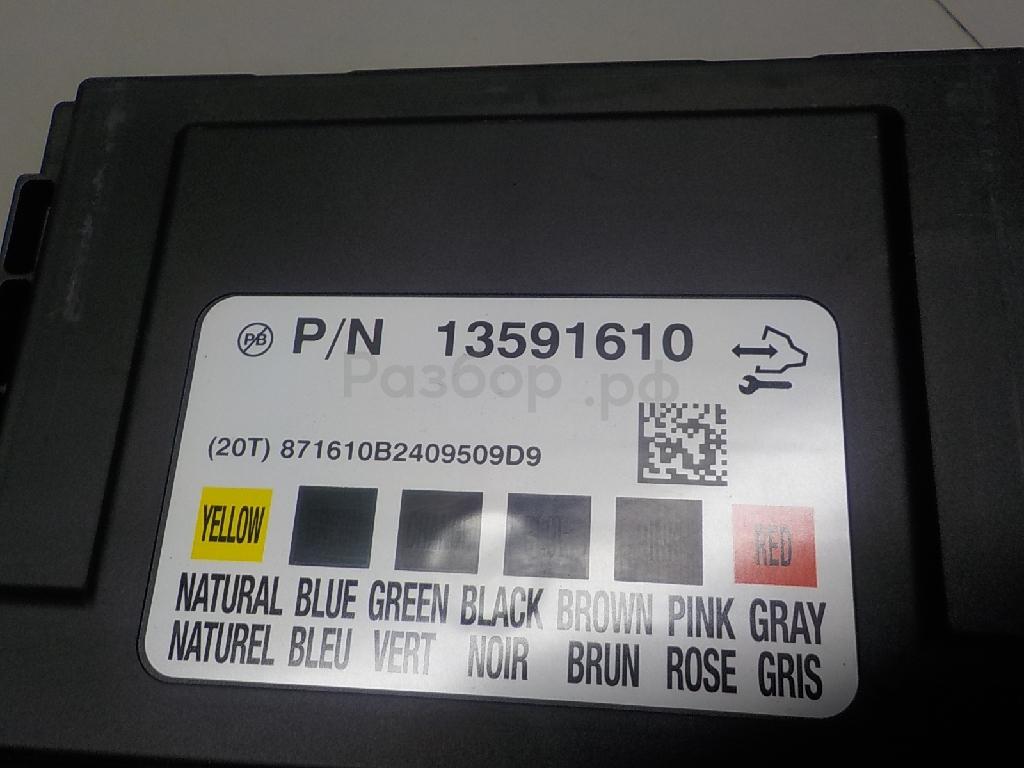 PB P/N 13591610
Разбор.рф
(20T) 871610B2409509D9
YELLOW RED
NATURAL BLUE GREEN BLACK BROWN PINK GRAY
NATUREL BLEU VERT NOIR BRUN ROSE GRIS